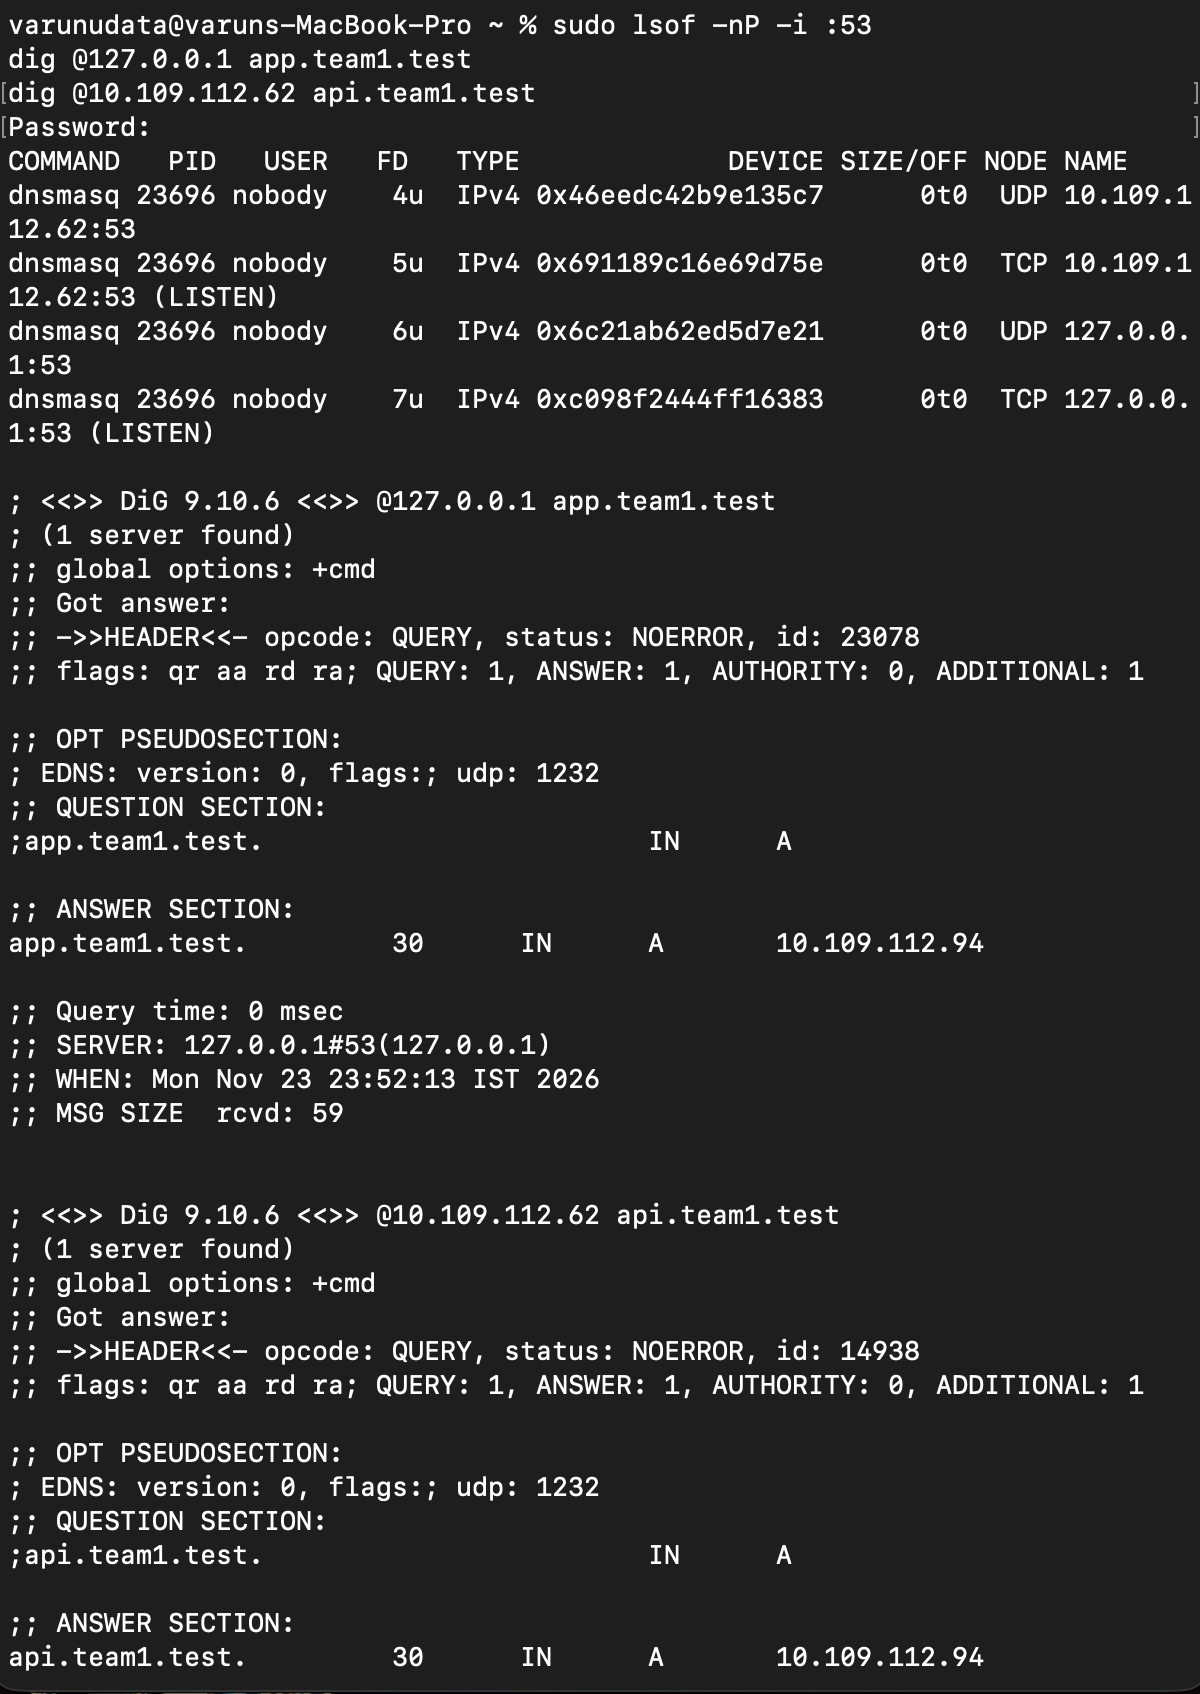 varunudata@varuns-MacBook-Pro ~ % sudo lsof -nP -i :53
dig @127.0.0.1 app.team1.test
[dig @10.109.112.62 api.team1.test ]
[Password: ]
COMMAND   PID   USER   FD   TYPE             DEVICE SIZE/OFF NODE NAME
dnsmasq 23696 nobody    4u  IPv4 0x46eedc42b9e135c7      0t0  UDP 10.109.1
12.62:53
dnsmasq 23696 nobody    5u  IPv4 0x691189c16e69d75e      0t0  TCP 10.109.1
12.62:53 (LISTEN)
dnsmasq 23696 nobody    6u  IPv4 0x6c21ab62ed5d7e21      0t0  UDP 127.0.0.
1:53
dnsmasq 23696 nobody    7u  IPv4 0xc098f2444ff16383      0t0  TCP 127.0.0.
1:53 (LISTEN)

; <<>> DiG 9.10.6 <<>> @127.0.0.1 app.team1.test
; (1 server found)
;; global options: +cmd
;; Got answer:
;; ->>HEADER<<- opcode: QUERY, status: NOERROR, id: 23078
;; flags: qr aa rd ra; QUERY: 1, ANSWER: 1, AUTHORITY: 0, ADDITIONAL: 1

;; OPT PSEUDOSECTION:
; EDNS: version: 0, flags:; udp: 1232
;; QUESTION SECTION:
;app.team1.test.			IN	A

;; ANSWER SECTION:
app.team1.test.		30	IN	A	10.109.112.94

;; Query time: 0 msec
;; SERVER: 127.0.0.1#53(127.0.0.1)
;; WHEN: Mon Nov 23 23:52:13 IST 2026
;; MSG SIZE  rcvd: 59


; <<>> DiG 9.10.6 <<>> @10.109.112.62 api.team1.test
; (1 server found)
;; global options: +cmd
;; Got answer:
;; ->>HEADER<<- opcode: QUERY, status: NOERROR, id: 14938
;; flags: qr aa rd ra; QUERY: 1, ANSWER: 1, AUTHORITY: 0, ADDITIONAL: 1

;; OPT PSEUDOSECTION:
; EDNS: version: 0, flags:; udp: 1232
;; QUESTION SECTION:
;api.team1.test.			IN	A

;; ANSWER SECTION:
api.team1.test.		30	IN	A	10.109.112.94